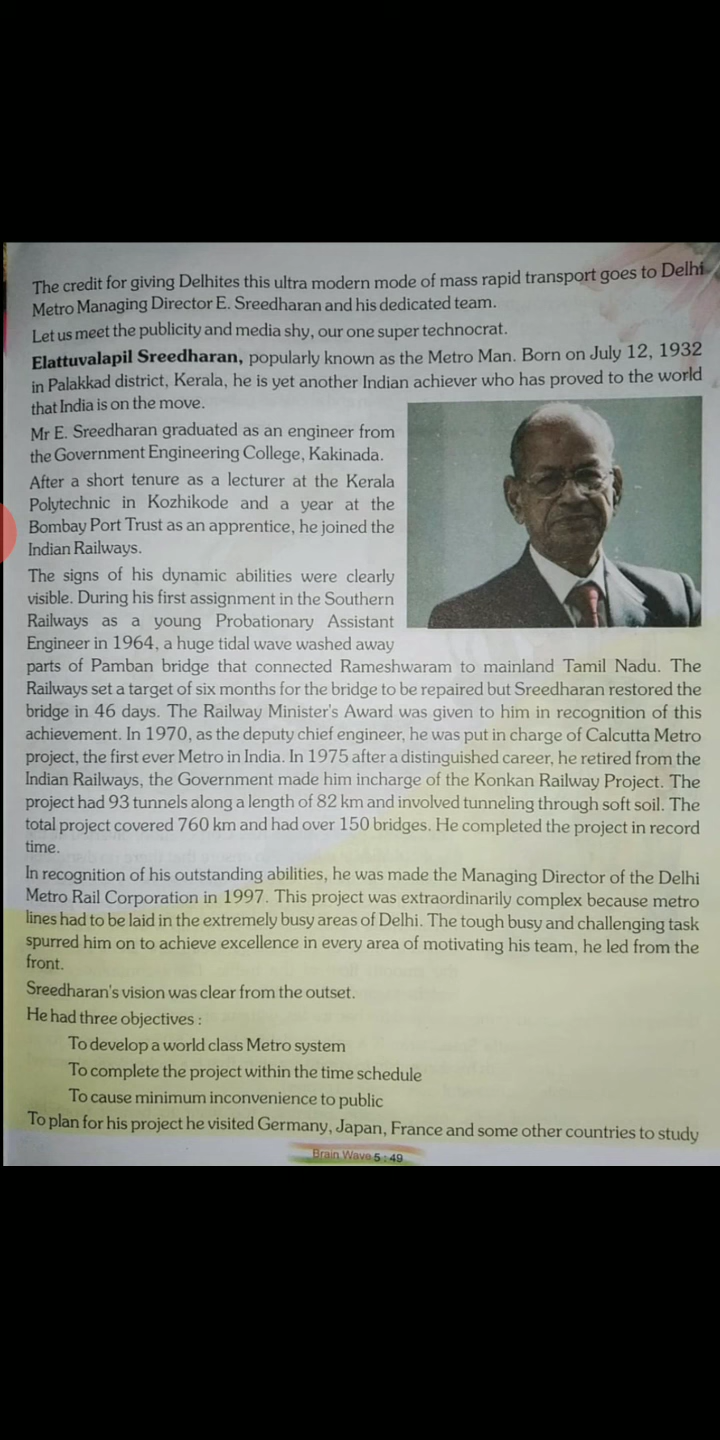 The credit for giving Delhites this ultra modern mode of mass rapid transport goes to Delhi
Metro Managing Director E. Sreedharan and his dedicated team.
Let us meet the publicity and media shy, our one super technocrat.
Elattuvalapil Sreedharan, popularly known as the Metro Man. Born on July 12, 1932
in Palakkad district, Kerala, he is yet another Indian achiever who has proved to the world
that India is on the move.
Mr E. Sreedharan graduated as an engineer from
the Government Engineering College, Kakinada.
After a short tenure as a lecturer at the Kerala
Polytechnic in Kozhikode and a year at the
Bombay Port Trust as an apprentice, he joined the
Indian Railways.
The signs of his dynamic abilities were clearly
visible. During his first assignment in the Southern
Railways as a young Probationary Assistant
Engineer in 1964, a huge tidal wave washed away
parts of Pamban bridge that connected Rameshwaram to mainland Tamil Nadu. The
Railways set a target of six months for the bridge to be repaired but Sreedharan restored the
bridge in 46 days. The Railway Minister's Award was given to him in recognition of this
achievement. In 1970, as the deputy chief engineer, he was put in charge of Calcutta Metro
project, the first ever Metro in India. In 1975 after a distinguished career, he retired from the
Indian Railways, the Government made him incharge of the Konkan Railway Project. The
project had 93 tunnels along a length of 82 km and involved tunneling through soft soil. The
total project covered 760 km and had over 150 bridges. He completed the project in record
time.
In recognition of his outstanding abilities, he was made the Managing Director of the Delhi
Metro Rail Corporation in 1997. This project was extraordinarily complex because metro
lines had to be laid in the extremely busy areas of Delhi. The tough busy and challenging task
spurred him on to achieve excellence in every area of motivating his team, he led from the
front.
Sreedharan's vision was clear from the outset.
He had three objectives :
To develop a world class Metro system
To complete the project within the time schedule
To cause minimum inconvenience to public
To plan for his project he visited Germany, Japan, France and some other countries to study
Brain Wave 5 : 49